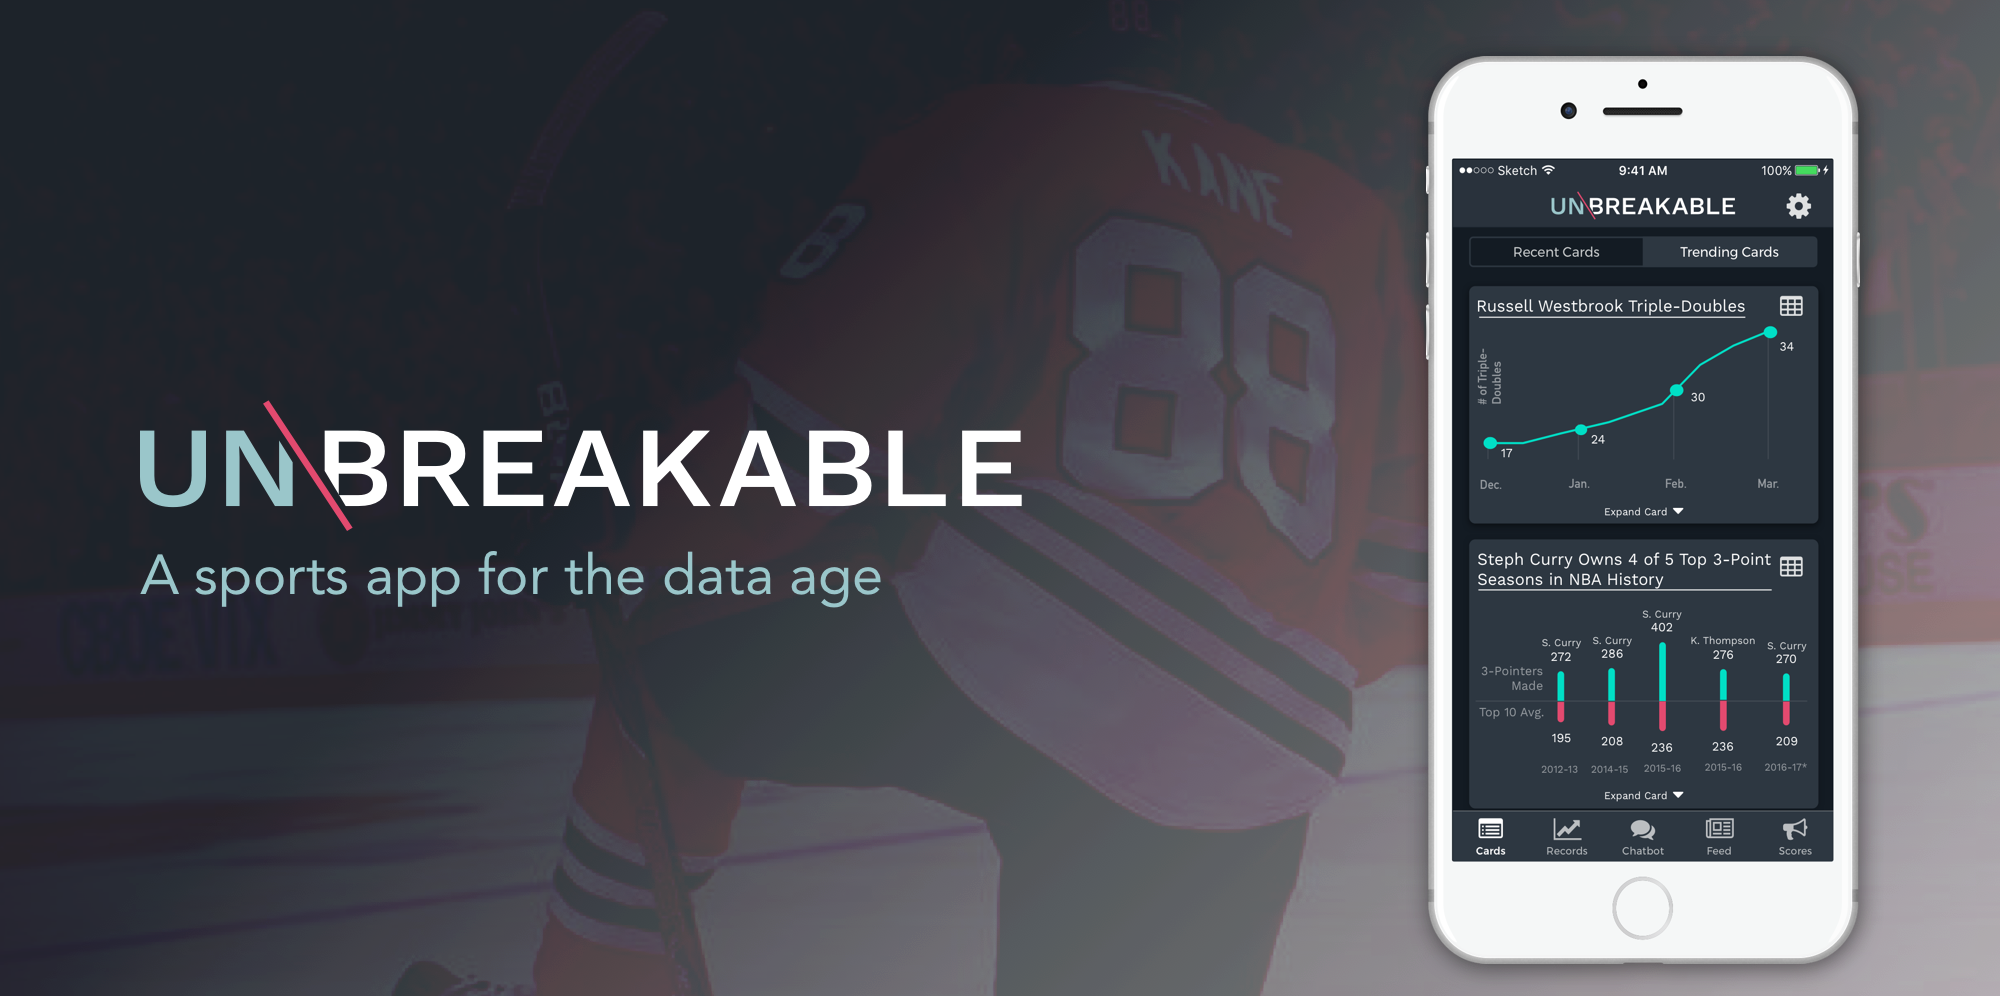 UNBREAKABLE
A sports app for the data age
88
KANE
8
88
CBOE VIX
Sketch 9:41 AM 100%
UNBREAKABLE
Recent Cards Trending Cards
Russell Westbrook Triple-Doubles
# of Triple-
Doubles
34
30
24
17
Dec. Jan. Feb. Mar.
Expand Card
Steph Curry Owns 4 of 5 Top 3-Point
Seasons in NBA History
S. Curry S. Curry S. Curry K. Thompson S. Curry
272 286 402 276 270
3-Pointers
Made
Top 10 Avg.
195 208 236 236 209
2012-13 2014-15 2015-16 2015-16 2016-17*
Expand Card
Cards Records Chatbot Feed Scores